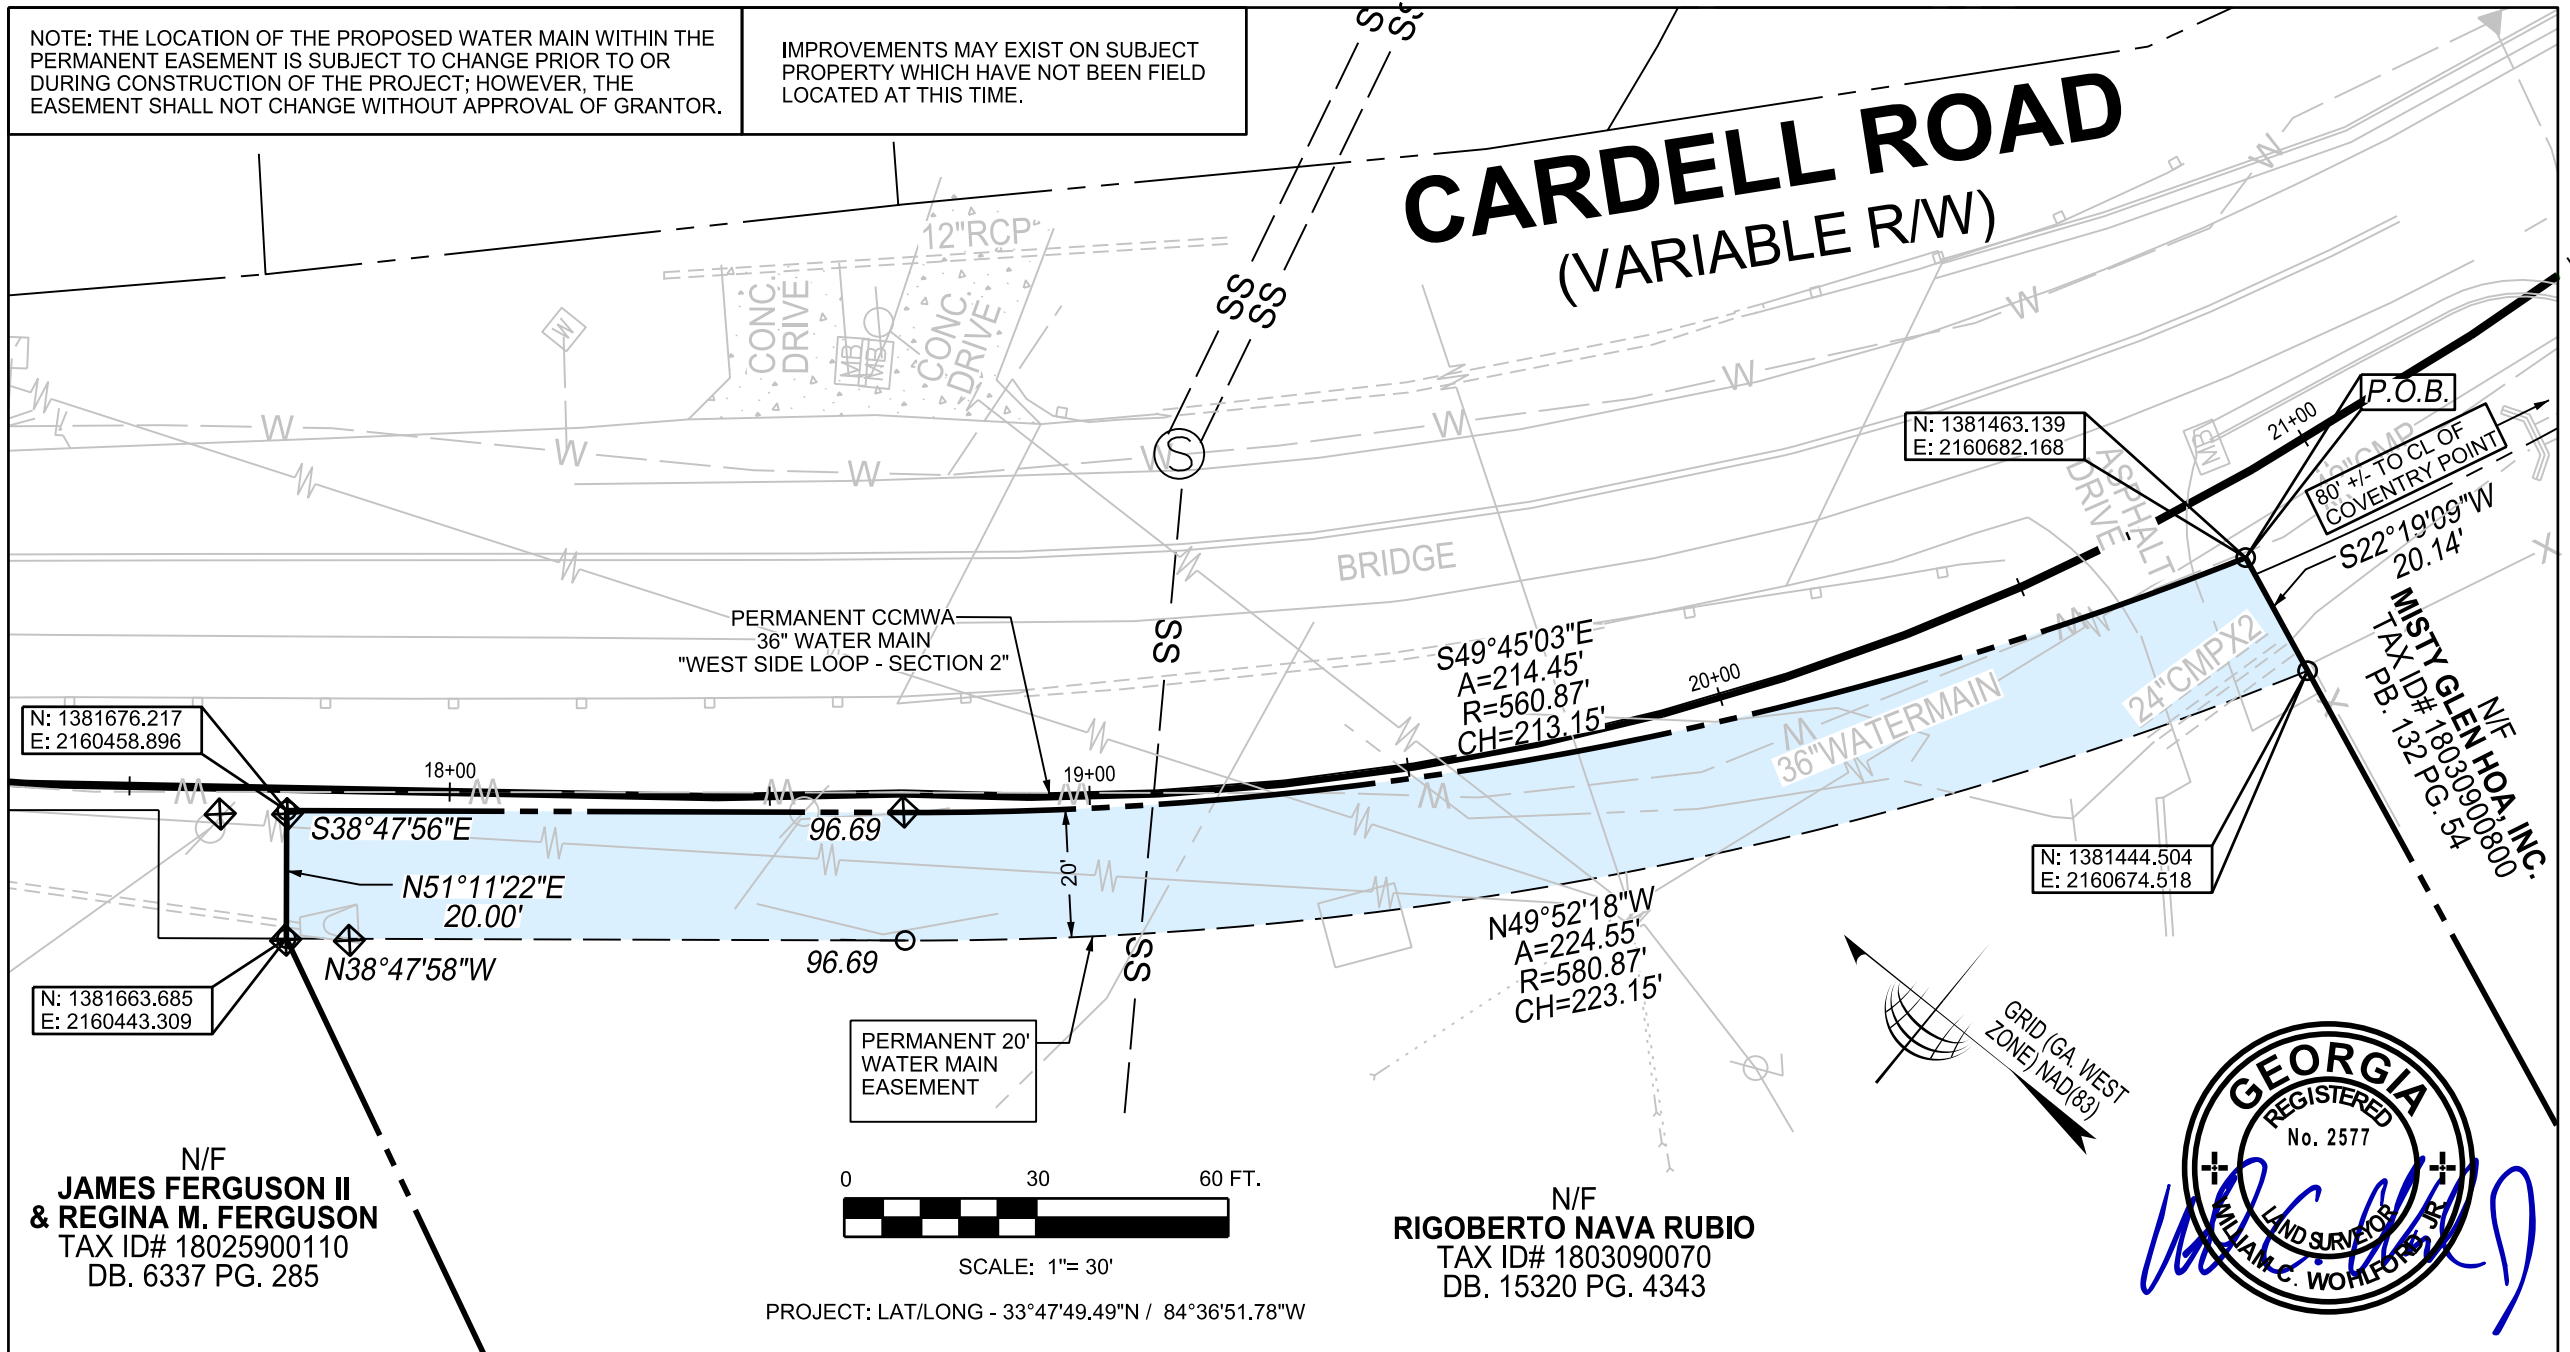 NOTE: THE LOCATION OF THE PROPOSED WATER MAIN WITHIN THE
PERMANENT EASEMENT IS SUBJECT TO CHANGE PRIOR TO OR
DURING CONSTRUCTION OF THE PROJECT; HOWEVER, THE
EASEMENT SHALL NOT CHANGE WITHOUT APPROVAL OF GRANTOR.
IMPROVEMENTS MAY EXIST ON SUBJECT
PROPERTY WHICH HAVE NOT BEEN FIELD
LOCATED AT THIS TIME.
SS
SS
CARDELL ROAD
(VARIABLE R/W)
12"RCP
CONC
DRIVE
CONC
DRIVE
MB
MB
W
SS
SS
W
W
W
W
W
W
W
W
S
BRIDGE
ASPHALT
DRIVE
MB
N: 1381463.139
E: 2160682.168
P.O.B.
21+00
80' +/- TO CL OF
COVENTRY POINT
S22°19'09"W
20.14'
X
X
N/F
MISTY GLEN HOA, INC.
TAX ID# 18030900800
PB. 132 PG. 54
PERMANENT CCMWA
36" WATER MAIN
"WEST SIDE LOOP - SECTION 2"
SS
S49°45'03"E
A=214.45'
R=560.87'
CH=213.15'
20+00
36"WATERMAIN
24"CMPX2
N: 1381676.217
E: 2160458.896
18+00
19+00
W
W
W
W
W
W
W
S38°47'56"E
96.69
N51°11'22"E
20.00'
20'
N38°47'58"W
96.69
SS
N49°52'18"W
A=224.55'
R=580.87'
CH=223.15'
N: 1381444.504
E: 2160674.518
N: 1381663.685
E: 2160443.309
PERMANENT 20'
WATER MAIN
EASEMENT
GRID (GA. WEST
ZONE) NAD(83)
N/F
JAMES FERGUSON II
& REGINA M. FERGUSON
TAX ID# 18025900110
DB. 6337 PG. 285
0 30 60 FT.
SCALE: 1"= 30'
PROJECT: LAT/LONG - 33°47'49.49"N / 84°36'51.78"W
N/F
RIGOBERTO NAVA RUBIO
TAX ID# 1803090070
DB. 15320 PG. 4343
GEORGIA
REGISTERED
No. 2577
LAND SURVEYOR
WILLIAM C. WOHLFORD, JR.